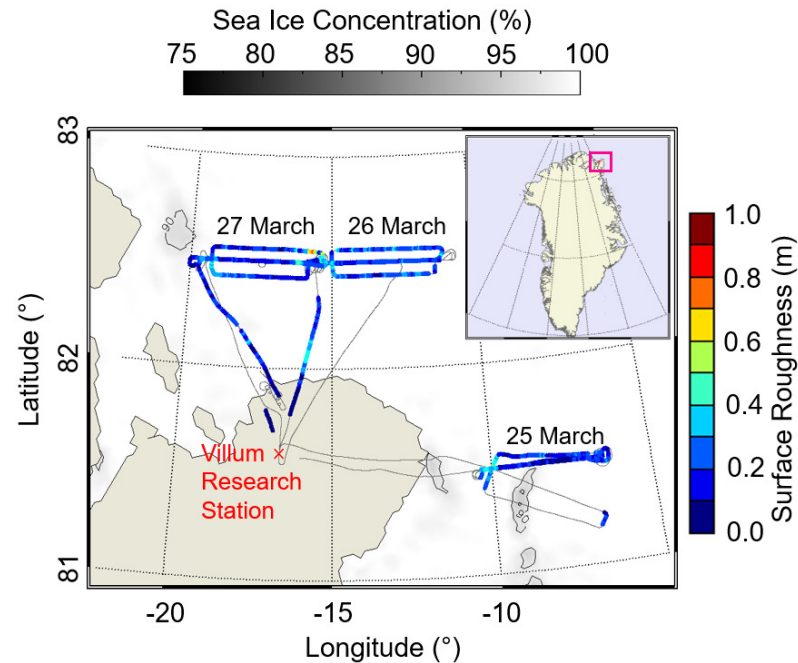 Sea Ice Concentration (%)
75 80 85 90 95 100
83
82
81
Latitude (°)
90
27 March 26 March
25 March
90
Villum ×
Research
Station
-20 -15 -10
Longitude (°)
1.0
0.8
0.6
0.4
0.2
0.0
Surface Roughness (m)